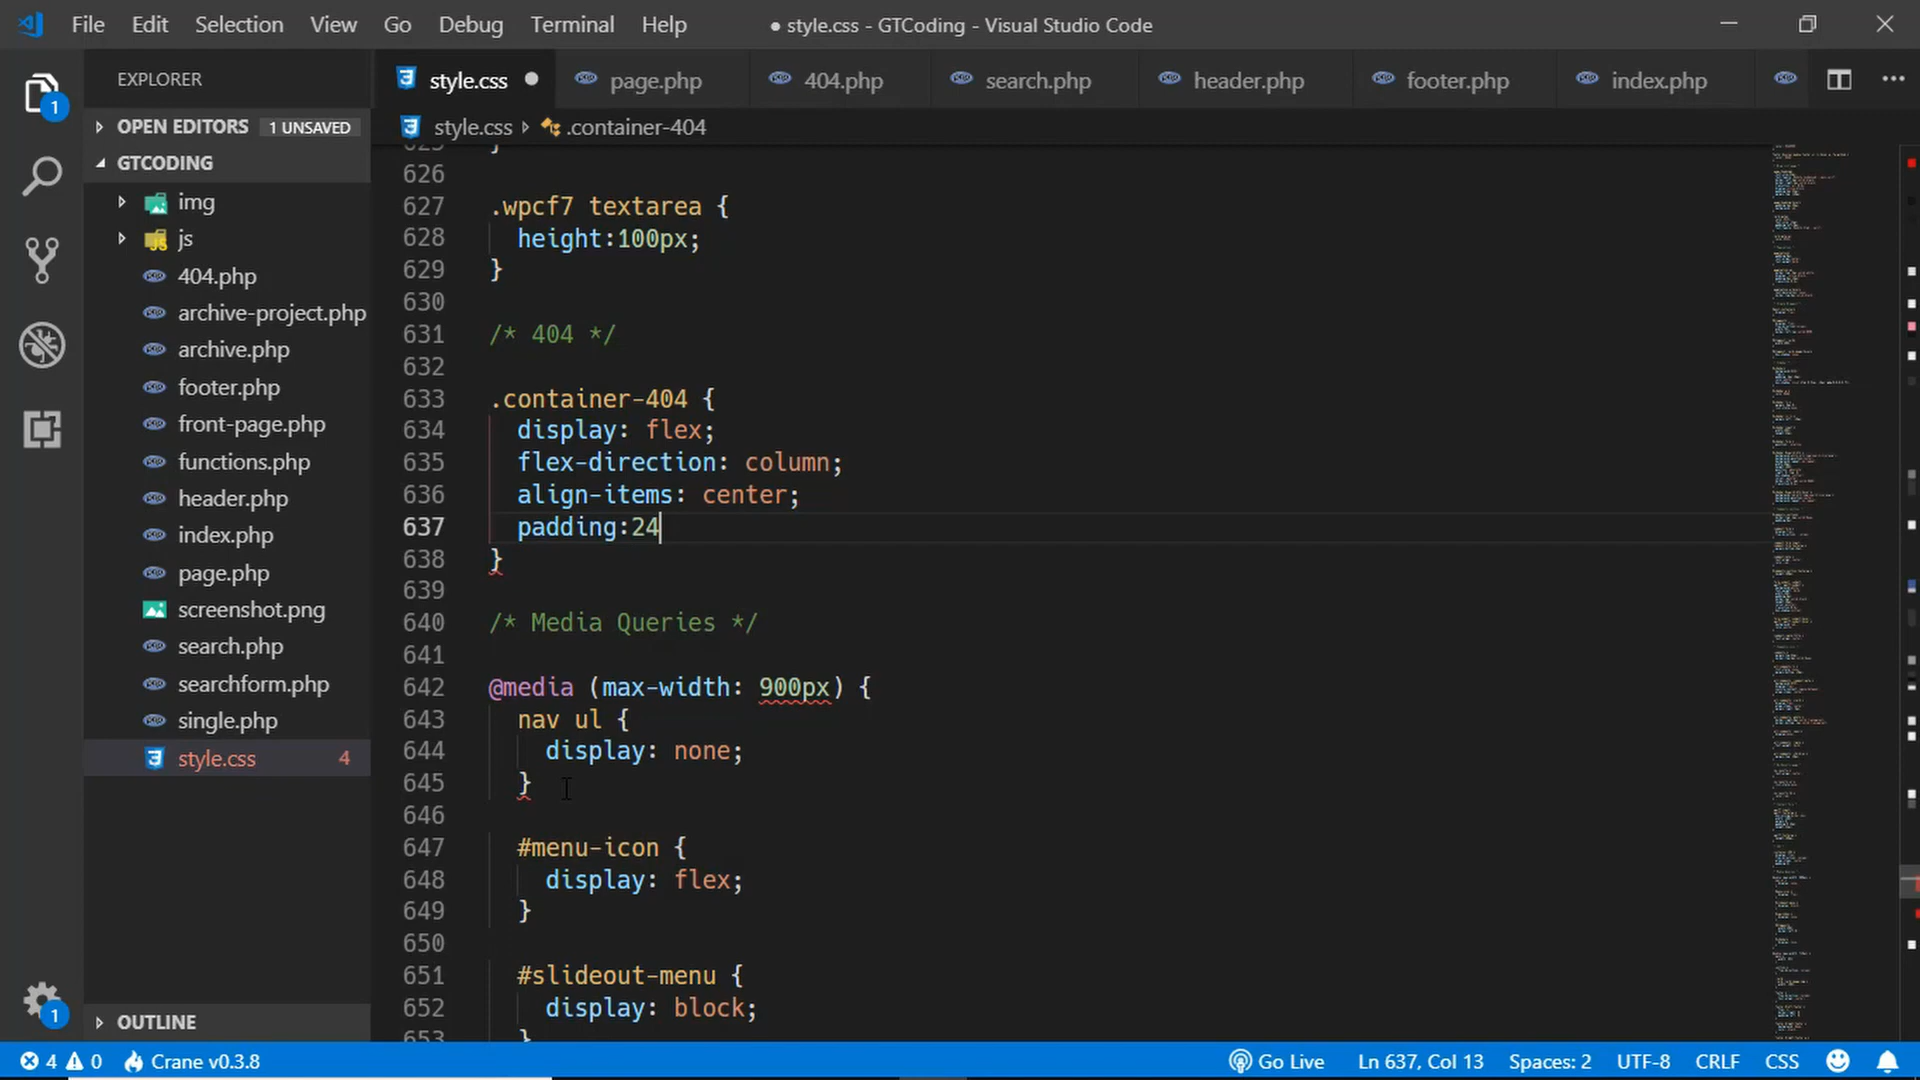 File Edit Selection View Go Debug Terminal Help
● style.css - GTCoding - Visual Studio Code
EXPLORER
style.css
page.php
404.php
search.php
header.php
footer.php
index.php
OPEN EDITORS 1 UNSAVED
GTCODING
img
js
404.php
archive-project.php
archive.php
footer.php
front-page.php
functions.php
header.php
index.php
page.php
screenshot.png
search.php
searchform.php
single.php
style.css 4
OUTLINE
1
1
style.css › .container-404
625 }
626
627 .wpcf7 textarea {
628 height:100px;
629 }
630
631 /* 404 */
632
633 .container-404 {
634 display: flex;
635 flex-direction: column;
636 align-items: center;
637 padding:24
638 }
639
640 /* Media Queries */
641
642 @media (max-width: 900px) {
643 nav ul {
644 display: none;
645 }
646
647 #menu-icon {
648 display: flex;
649 }
650
651 #slideout-menu {
652 display: block;
653 }
4 0 Crane v0.3.8
Go Live Ln 637, Col 13 Spaces: 2 UTF-8 CRLF CSS